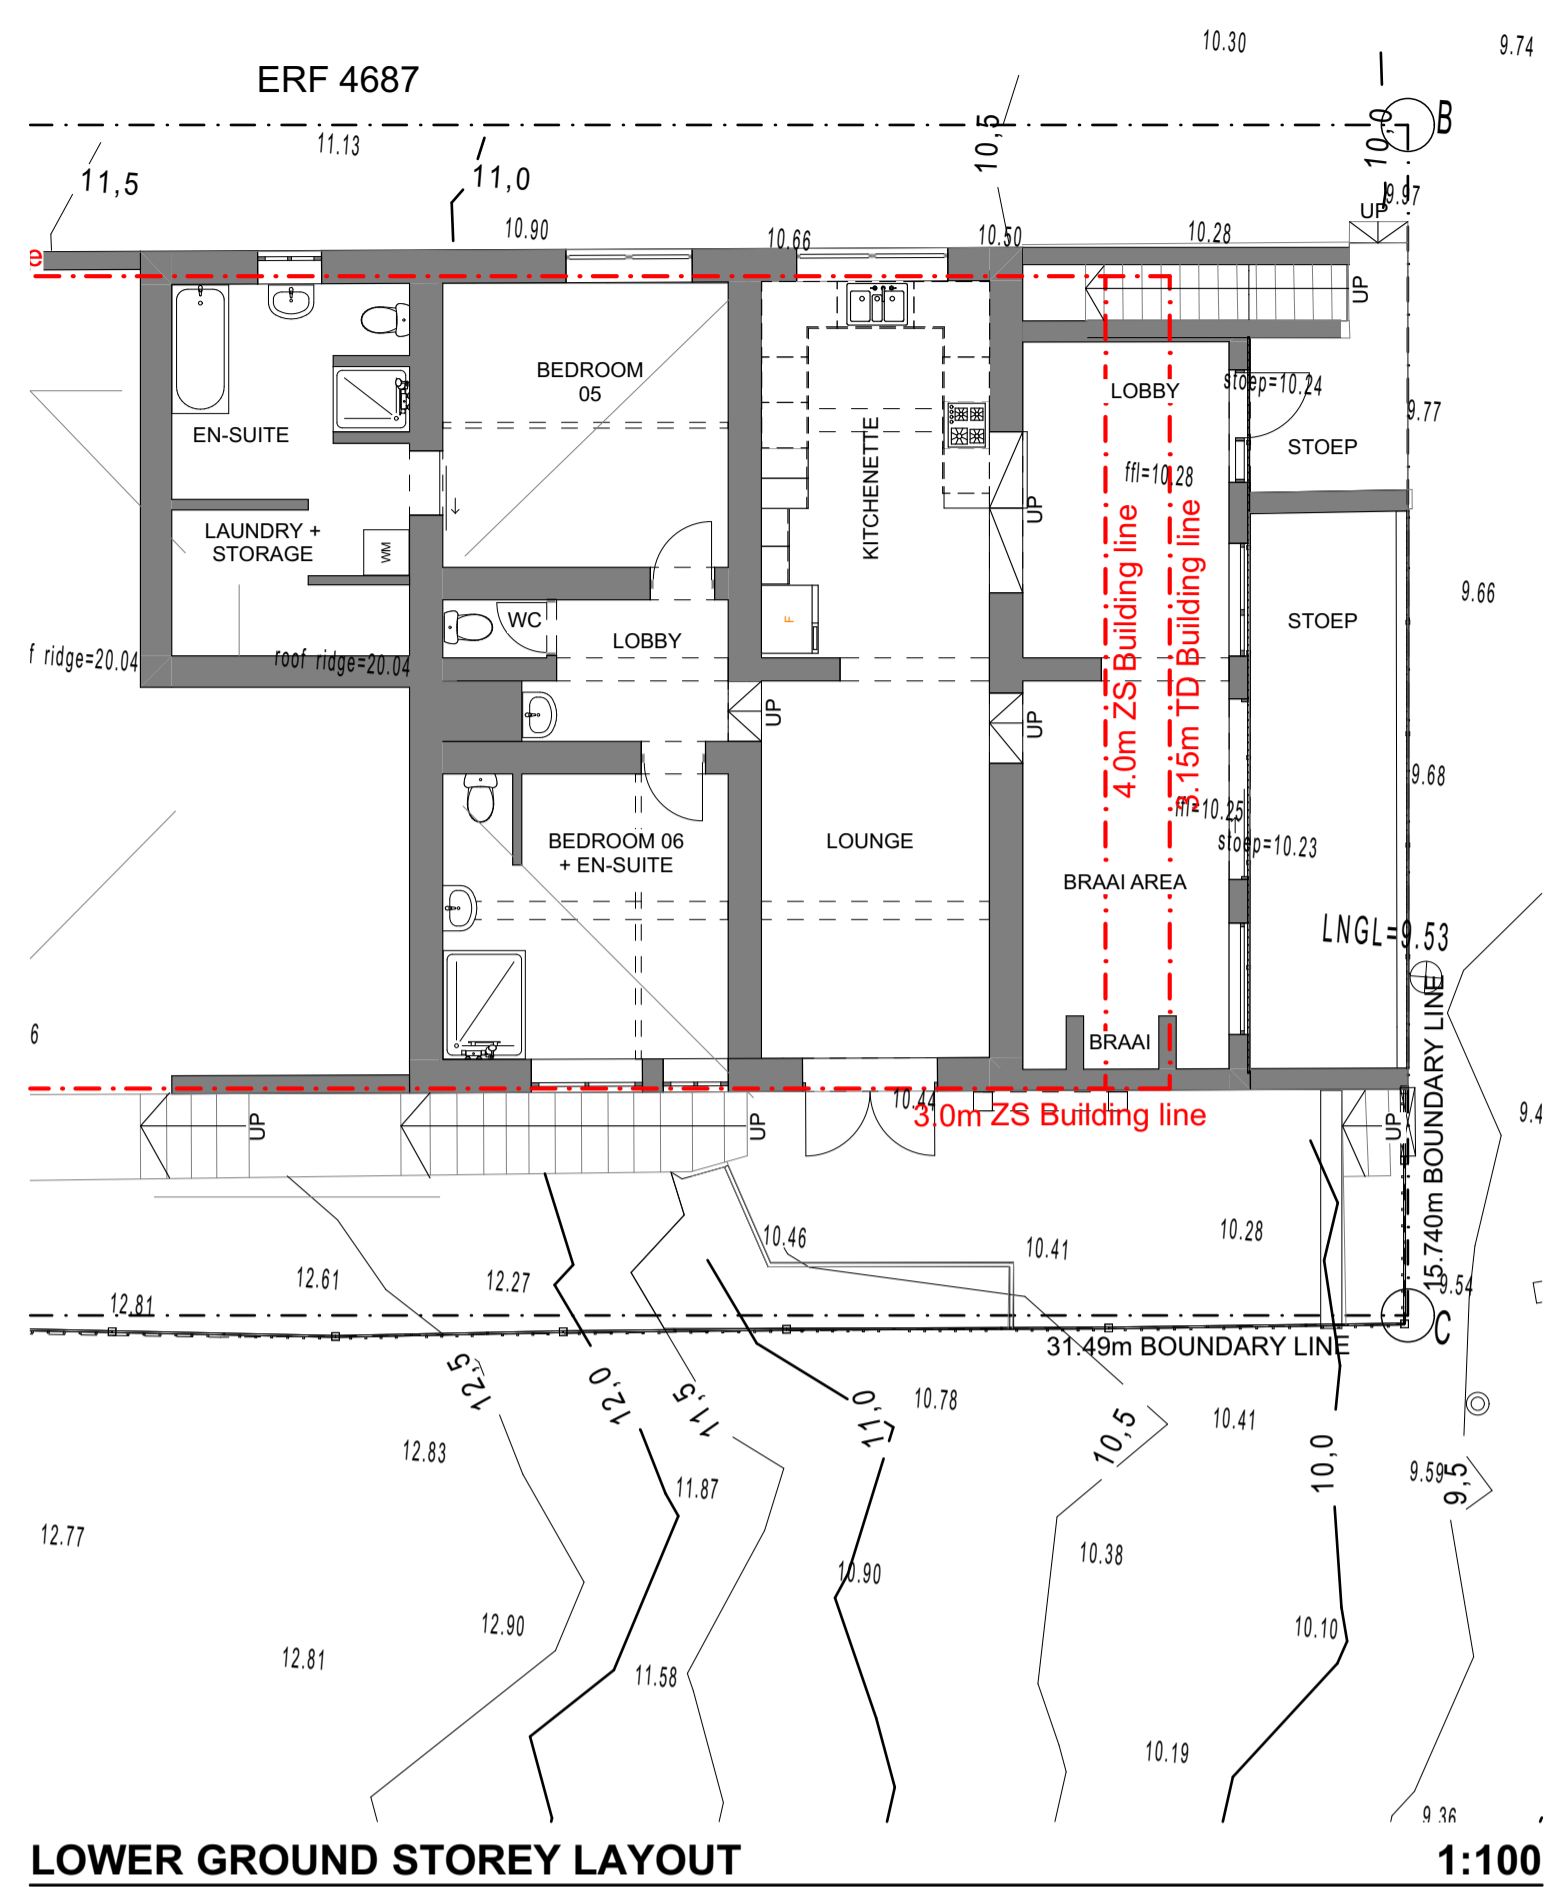 10.30
9.74
ERF 4687
B
11.13
10,5
10,0
11,5
11,0
9.97
UP
10.90
10.66
10.50
10.28
e
UP
BEDROOM
05
LOBBY
stoep=10.24
9.77
EN-SUITE
KITCHENETTE
STOEP
ffl=10.28
UP
LAUNDRY +
STORAGE
WM
4.0m ZS Building line
3.15m TD Building line
9.66
F
WC
LOBBY
STOEP
f ridge=20.04
roof ridge=20.04
UP
UP
9.68
ffl=10.25
BEDROOM 06
+ EN-SUITE
LOUNGE
stoep=10.23
BRAAI AREA
LNGL=9.53
6
BRAAI
15.740m BOUNDARY LINE
10.44
3.0m ZS Building line
UP
UP
UP
9.4
10.46
10.41
10.28
12.61
12.27
9.54
12.81
C
31.49m BOUNDARY LINE
12,5
12,0
11,5
11,0
10.78
10,5
10.41
10,0
12.83
9.59
9,5
11.87
12.77
10.90
10.38
12.90
10.10
12.81
11.58
10.19
9.36
LOWER GROUND STOREY LAYOUT
1:100